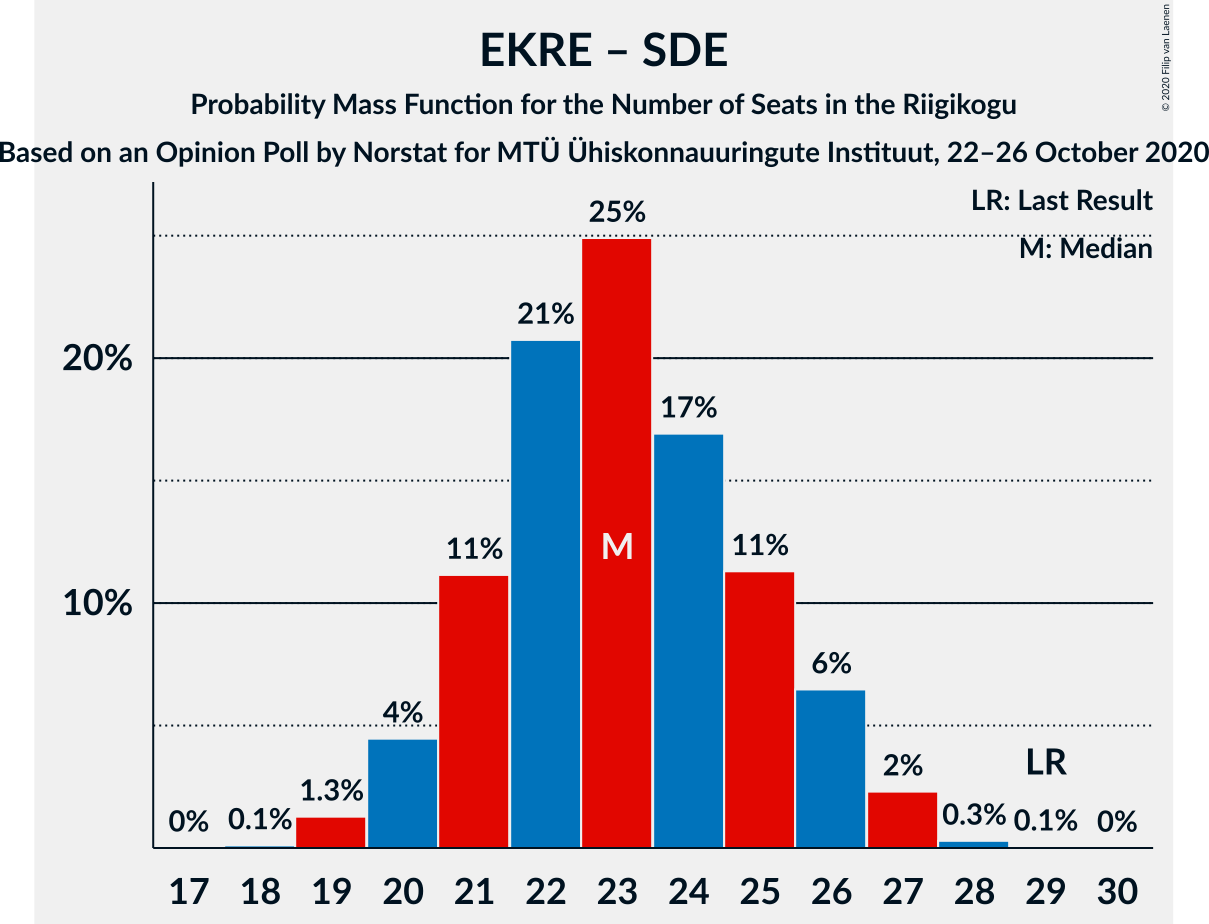 EKRE – SDE
Probability Mass Function for the Number of Seats in the Riigikogu
Based on an Opinion Poll by Norstat for MTÜ Ühiskonnauuringute Instituut, 22–26 October 2020
© 2020 Filip van Laenen
LR: Last Result
M: Median
25%
21%
20%
17%
M
11%
11%
10%
6%
4%
LR
2%
1.3%
0%
0.1%
0.3%
0.1%
0%
17 18 19 20 21 22 23 24 25 26 27 28 29 30